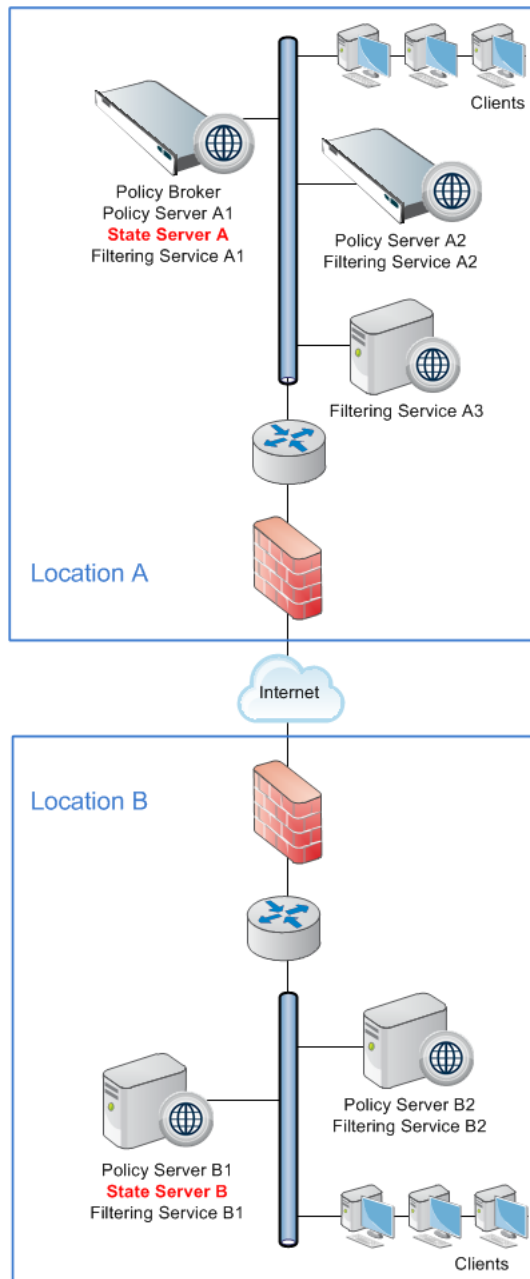 Clients
Policy Broker
Policy Server A1
State Server A
Filtering Service A1
Policy Server A2
Filtering Service A2
Filtering Service A3
Location A
Internet
Location B
Policy Server B2
Filtering Service B2
Policy Server B1
State Server B
Filtering Service B1
Clients